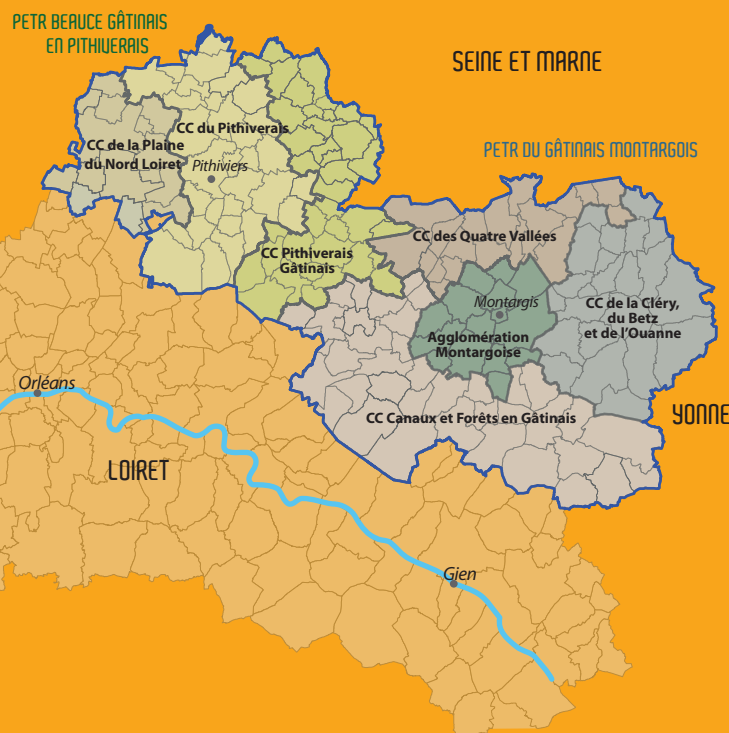 PETR BEAUCE GÂTINAIS
EN PITHIVERAIS
SEINE ET MARNE
CC du Pithiverais
CC de la Plaine
du Nord Loiret
Pithiviers
PETR DU GÂTINAIS MONTARGOIS
CC des Quatre Vallées
CC Pithiverais
Gâtinais
Montargis
CC de la Cléry,
du Betz
et de l'Ouanne
Agglomération
Montargoise
Orléans
CC Canaux et Forêts en Gâtinais
YONNE
LOIRET
Gien